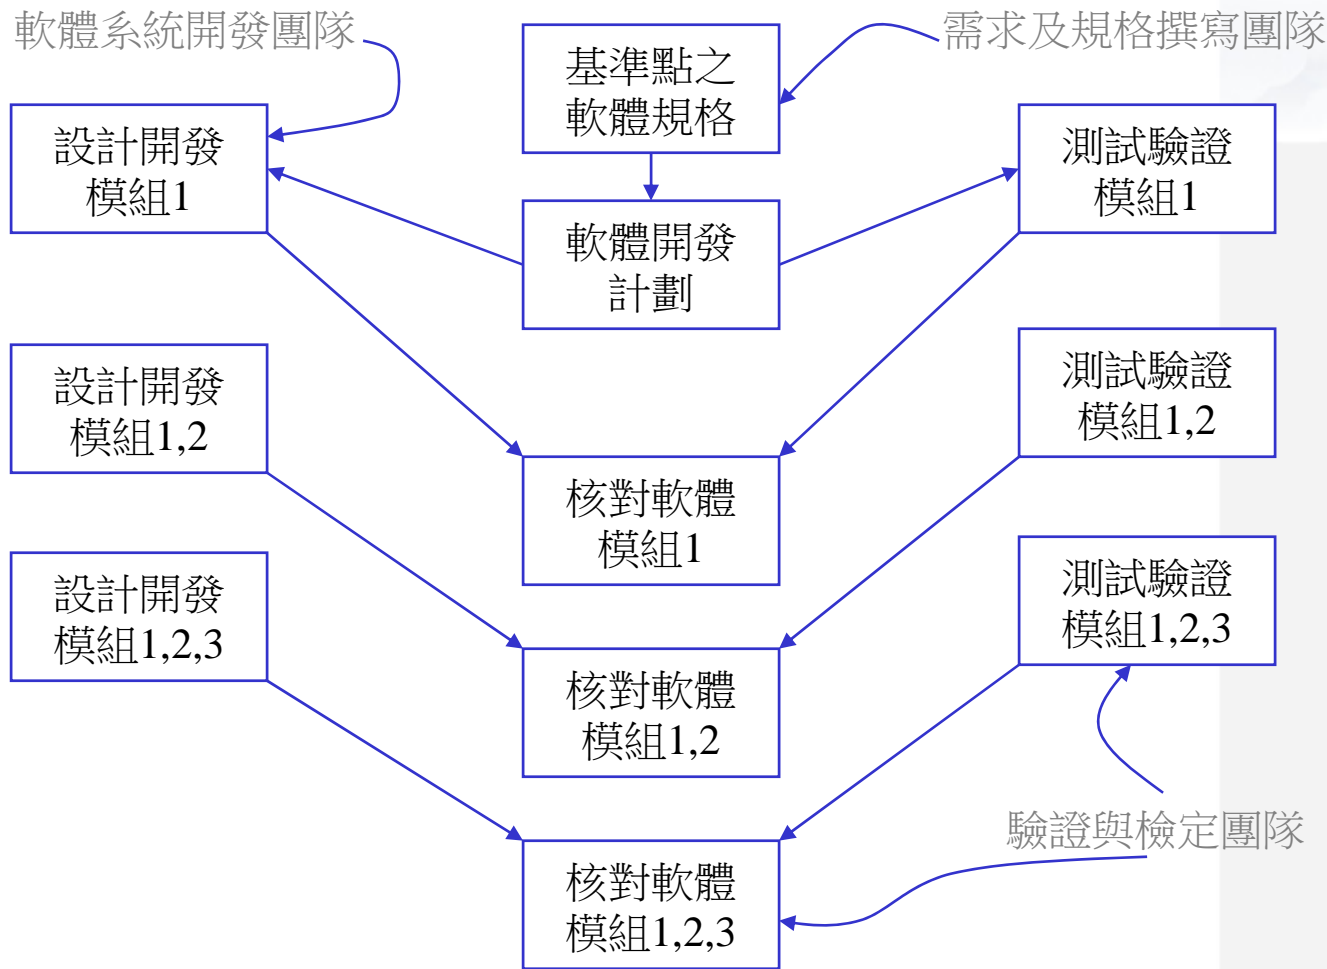 軟體系統開發團隊
需求及規格撰寫團隊
基準點之
軟體規格
設計開發
模組1
測試驗證
模組1
軟體開發
計劃
設計開發
模組1,2
測試驗證
模組1,2
核對軟體
模組1
設計開發
模組1,2,3
測試驗證
模組1,2,3
核對軟體
模組1,2
驗證與檢定團隊
核對軟體
模組1,2,3